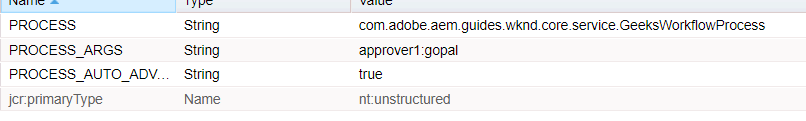 Name Type Value
PROCESS String com.adobe.aem.guides.wknd.core.service.GeeksWorkflowProcess
PROCESS_ARGS String approver1:gopal
PROCESS_AUTO_ADV... String true
jcr:primaryType Name nt:unstructured